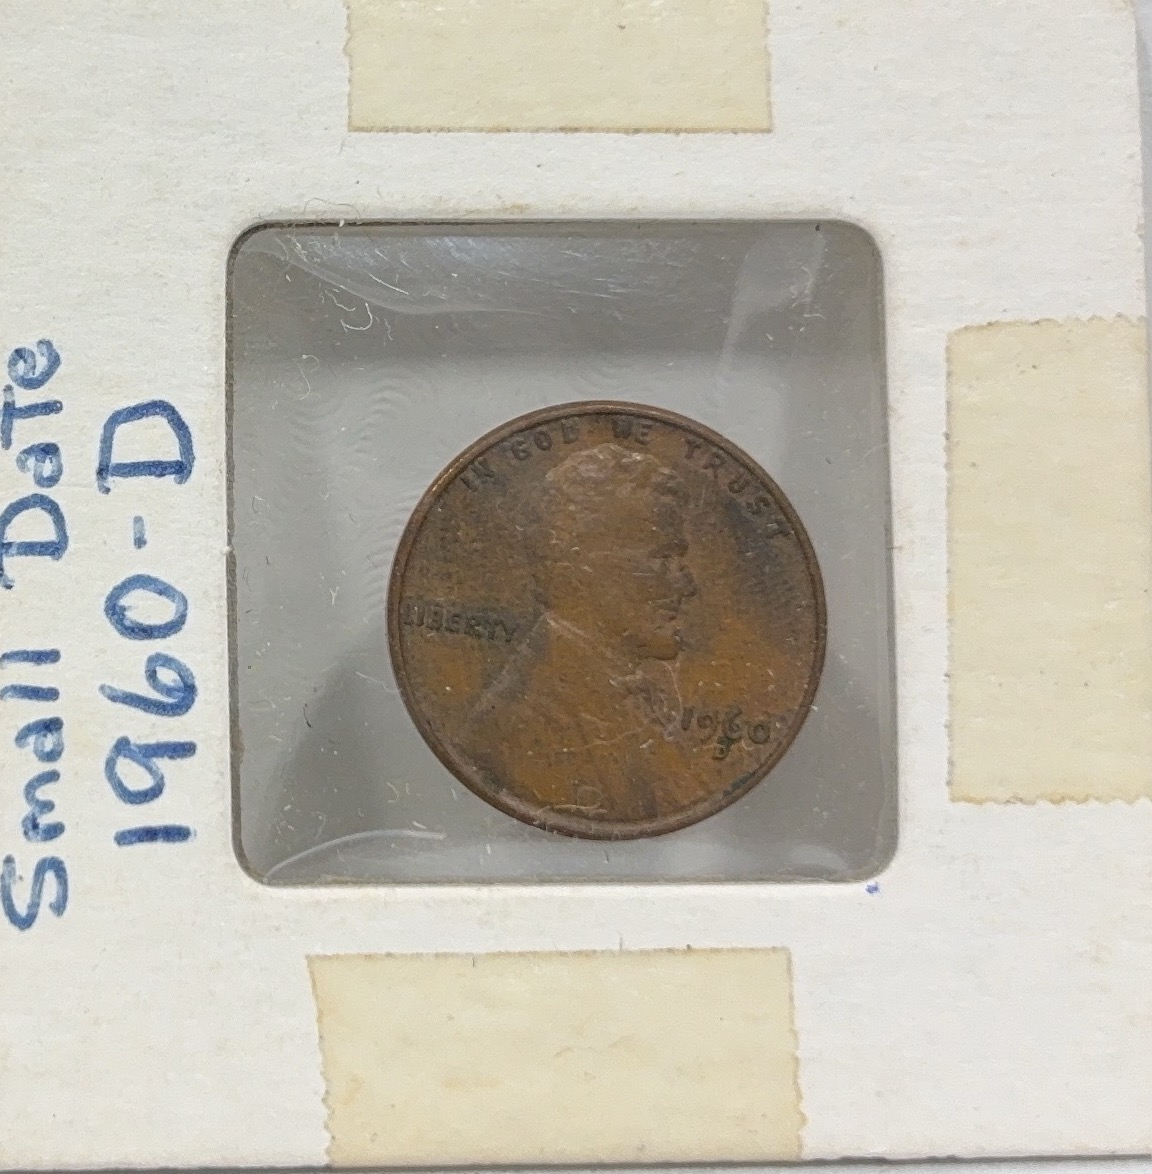 Small Date
1960-D
IN GOD WE TRUST
LIBERTY
1960